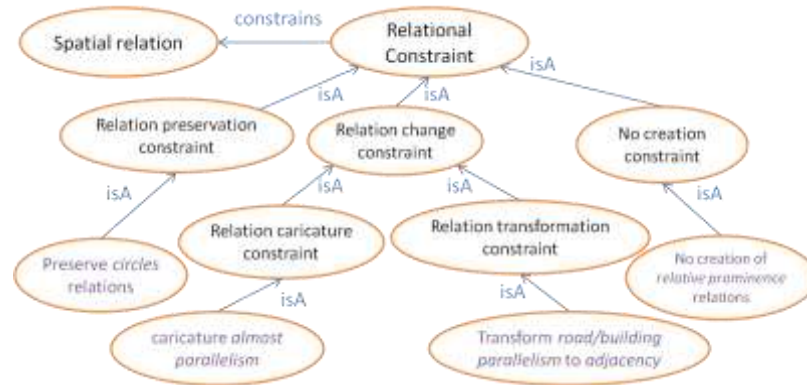 constrains
Spatial relation
Relational
Constraint
isA
isA
isA
Relation preservation
constraint
Relation change
constraint
No creation
constraint
isA
isA
isA
isA
Relation caricature
constraint
Relation transformation
constraint
Preserve circles
relations
No creation of
relative prominence
relations
isA
isA
caricature almost
parallelism
Transform road/building
parallelism to adjacency